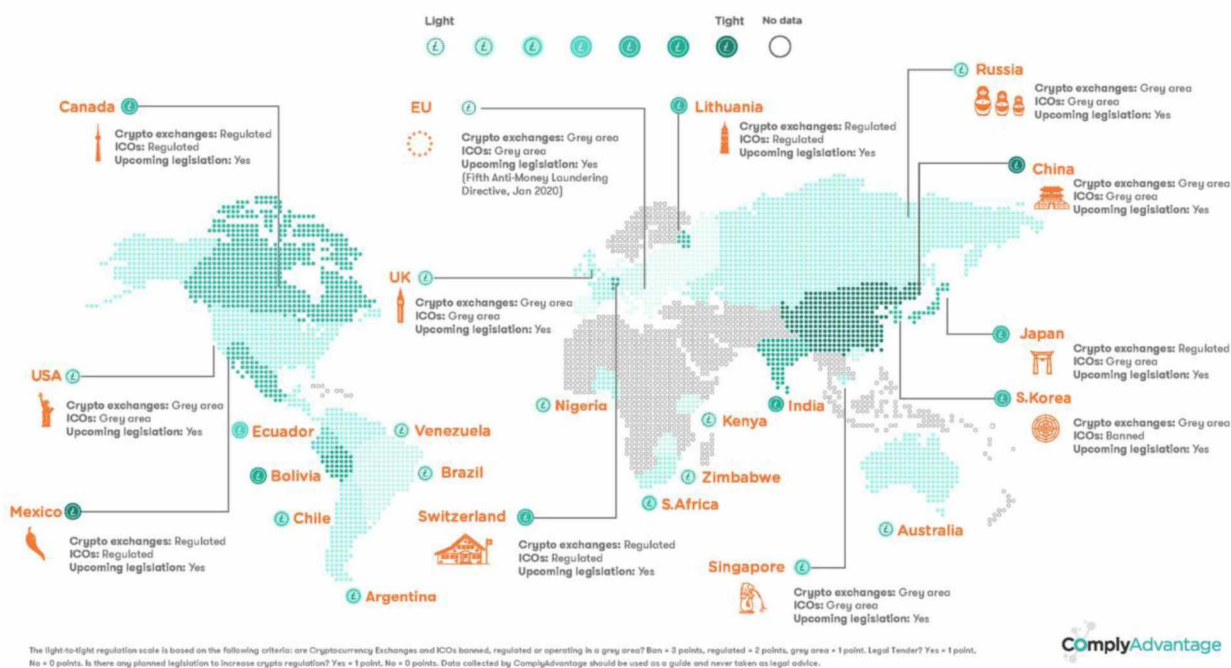 Light Tight No data
Canada
Crypto exchanges: Regulated
ICOs: Regulated
Upcoming legislation: Yes
EU
Crypto exchanges: Grey area
ICOs: Grey area
Upcoming legislation: Yes
(Fifth Anti-Money Laundering
Directive, Jan 2020)
Lithuania
Crypto exchanges: Regulated
ICOs: Regulated
Upcoming legislation: Yes
Russia
Crypto exchanges: Grey area
ICOs: Grey area
Upcoming legislation: Yes
China
Crypto exchanges: Grey area
ICOs: Grey area
Upcoming legislation: Yes
UK
Crypto exchanges: Grey area
ICOs: Grey area
Upcoming legislation: Yes
Japan
Crypto exchanges: Regulated
ICOs: Grey area
Upcoming legislation: Yes
USA
Crypto exchanges: Grey area
ICOs: Grey area
Upcoming legislation: Yes
S.Korea
Crypto exchanges: Grey area
ICOs: Banned
Upcoming legislation: Yes
Nigeria
India
Kenya
Ecuador
Venezuela
Bolivia
Brazil
Zimbabwe
S.Africa
Mexico
Crypto exchanges: Regulated
ICOs: Regulated
Upcoming legislation: Yes
Chile
Switzerland
Crypto exchanges: Regulated
ICOs: Regulated
Upcoming legislation: Yes
Australia
Singapore
Crypto exchanges: Grey area
ICOs: Grey area
Upcoming legislation: Yes
Argentina
The light-to-tight regulation scale is based on the following criteria: are Cryptocurrency Exchanges and ICOs banned, regulated or operating in a grey area? Ban = 3 points, regulated = 2 points, grey area = 1 point. Legal Tender? Yes = 1 point,
No = 0 points. Is there any planned legislation to increase crypto regulation? Yes = 1 point, No = 0 points. Data collected by ComplyAdvantage should be used as a guide and never taken as legal advice.
ComplyAdvantage